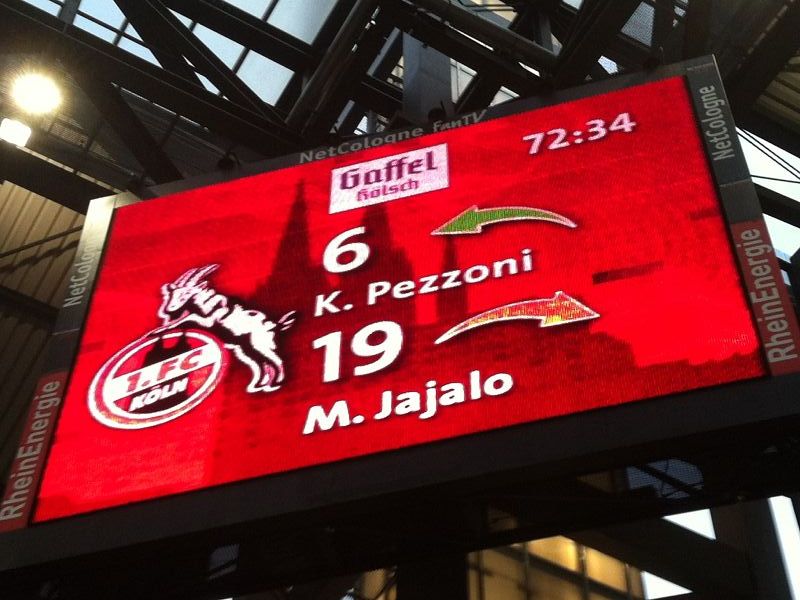 NetCologne FanTV
72:34
Gaffel
Kölsch
6
K. Pezzoni
19
M. Jajalo
1. FC
KÖLN
NetCologne
RheinEnergie
NetCologne
RheinEnergie